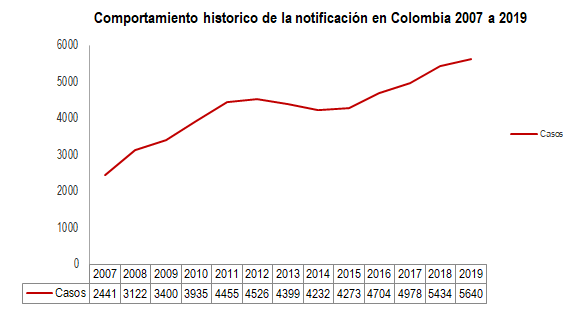 Comportamiento historico de la notificación en Colombia 2007 a 2019
6000
5000
4000
3000
2000
1000
0
Casos
2007 2008 2009 2010 2011 2012 2013 2014 2015 2016 2017 2018 2019
Casos 2441 3122 3400 3935 4455 4526 4399 4232 4273 4704 4978 5434 5640